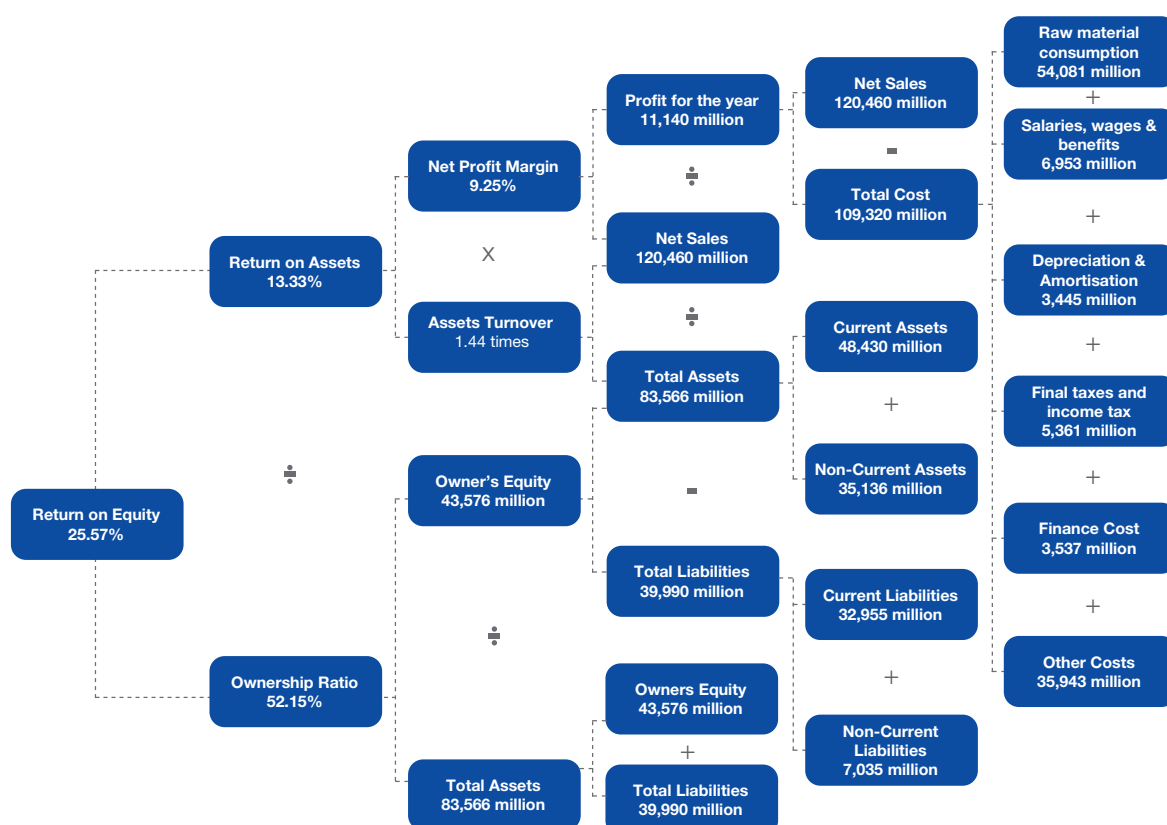 Return on Equity
25.57%
Return on Assets
13.33%
÷
Ownership Ratio
52.15%
Net Profit Margin
9.25%
X
Assets Turnover
1.44 times
Owner’s Equity
43,576 million
÷
Total Assets
83,566 million
Profit for the year
11,140 million
÷
Net Sales
120,460 million
÷
Total Assets
83,566 million
-
Total Liabilities
39,990 million
Owners Equity
43,576 million
+
Total Liabilities
39,990 million
Net Sales
120,460 million
-
Total Cost
109,320 million
Current Assets
48,430 million
+
Non-Current Assets
35,136 million
Current Liabilities
32,955 million
+
Non-Current
Liabilities
7,035 million
Raw material
consumption
54,081 million
+
Salaries, wages &
benefits
6,953 million
+
Depreciation &
Amortisation
3,445 million
+
Final taxes and
income tax
5,361 million
+
Finance Cost
3,537 million
+
Other Costs
35,943 million